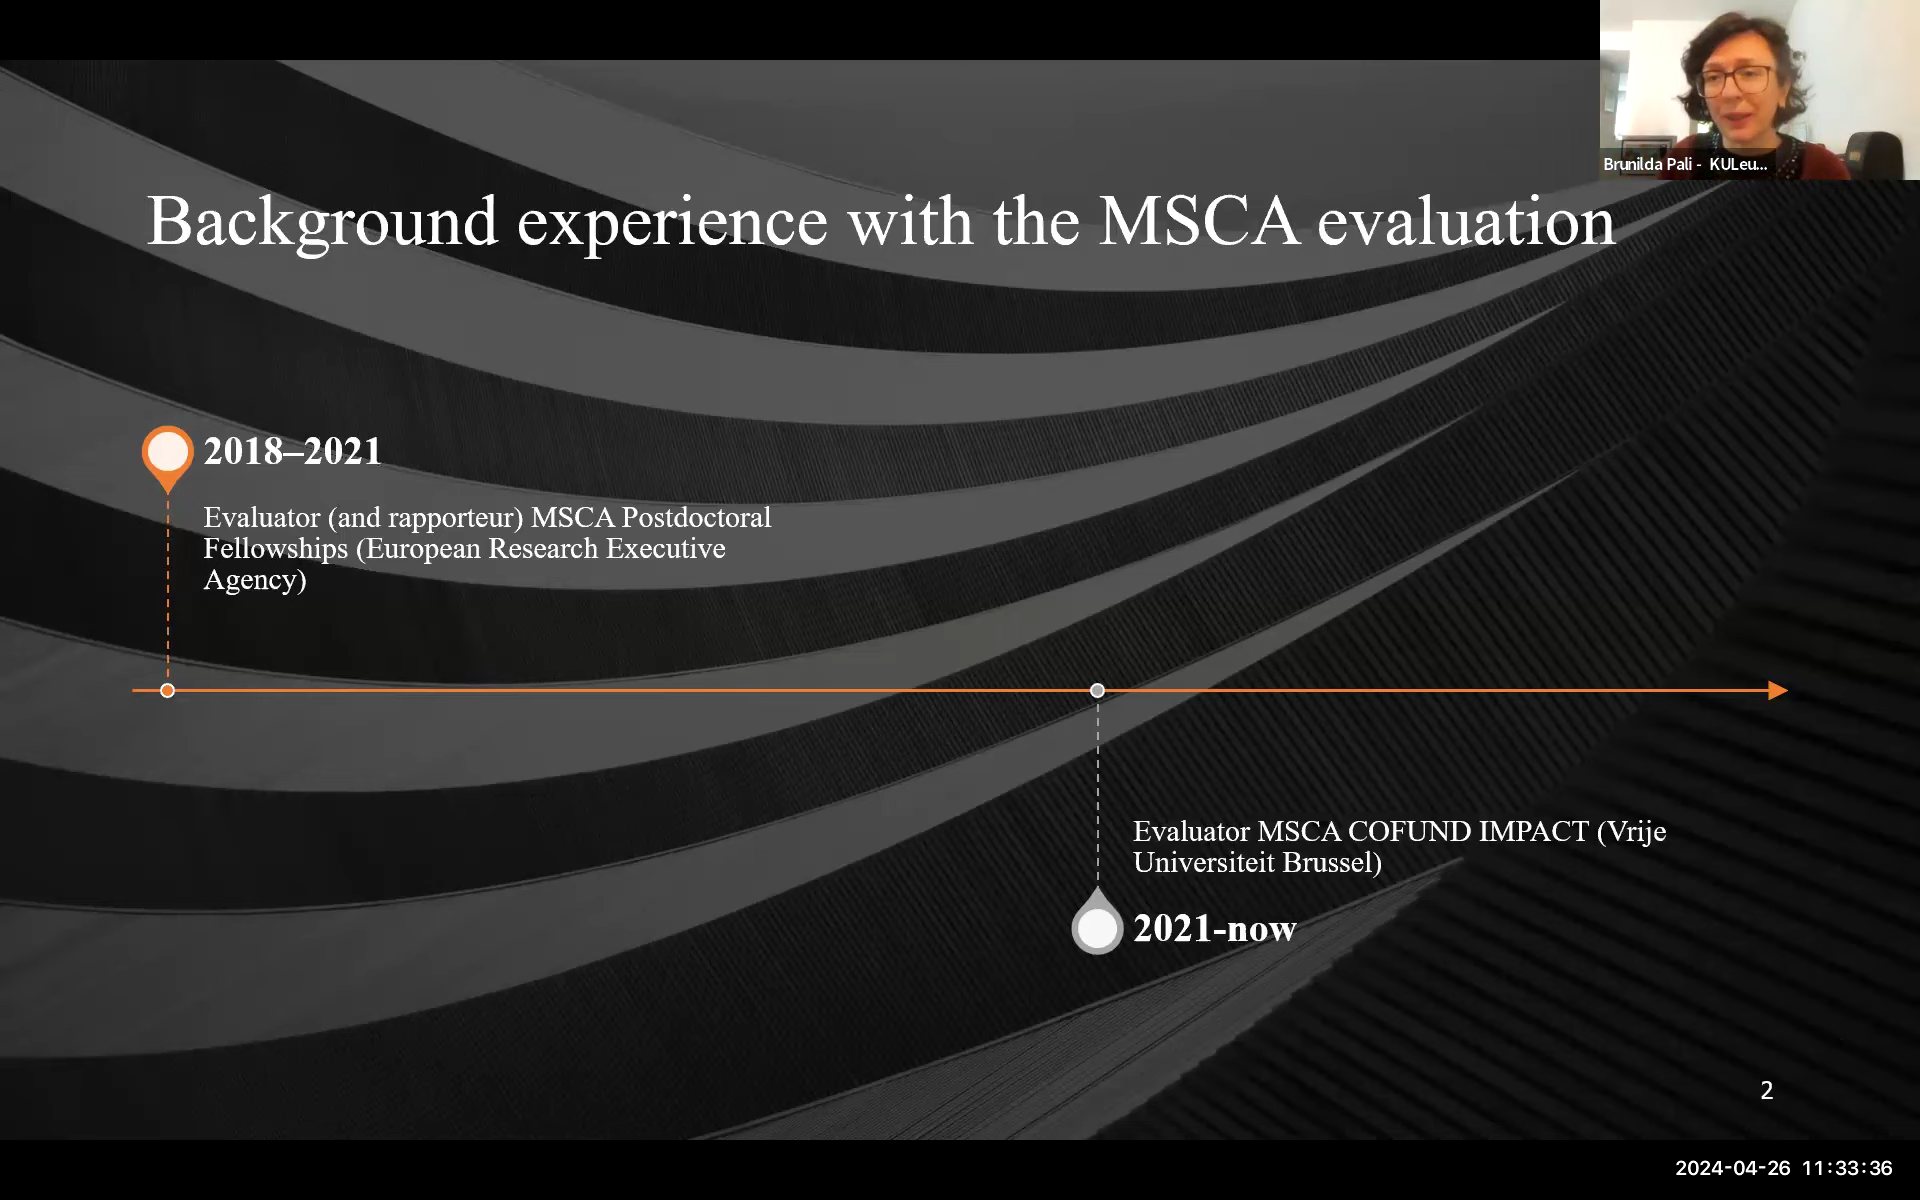 Brunilda Pali - KULeu...
Background experience with the MSCA evaluation
2018–2021
Evaluator (and rapporteur) MSCA Postdoctoral
Fellowships (European Research Executive
Agency)
Evaluator MSCA COFUND IMPACT (Vrije
Universiteit Brussel)
2021-now
2
2024-04-26 11:33:36